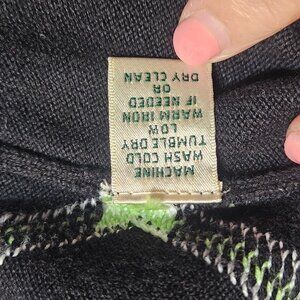 MACHINE
WASH COLD
TUMBLE DRY
LOW
WARM IRON
IF NEEDED
OR
DRY CLEAN